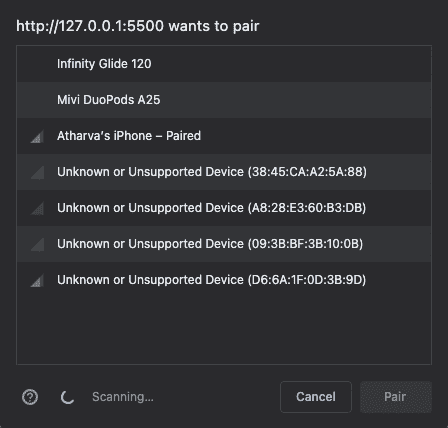 http://127.0.0.1:5500 wants to pair
Infinity Glide 120
Mivi DuoPods A25
Atharva's iPhone – Paired
Unknown or Unsupported Device (38:45:CA:A2:5A:88)
Unknown or Unsupported Device (A8:28:E3:60:B3:DB)
Unknown or Unsupported Device (09:3B:BF:3B:10:0B)
Unknown or Unsupported Device (D6:6A:1F:0D:3B:9D)
? Scanning... Cancel Pair